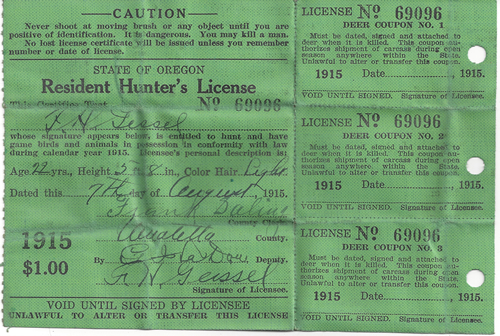 CAUTION
Never shoot at moving brush or any object until you are
positive of identification. It is dangerous. You may kill a man.
No lost license certificate will be issued unless you remember
number or date of license.
STATE OF OREGON
Resident Hunter's License
This Certifies That No 69096
F. W. Geissel
whose signature appears below, is entitled to hunt and have
game birds and animals in possession in conformity with law
during calendar year 1915. Licensee's personal description is:
Age 22 yrs., Height 5 ft. 8 in., Color Hair Light
Dated this 7th day of August 1915.
Frank
County
Umatilla County.
By Deputy.
F. W. Geissel
Signature of Licensee.
1915
$1.00
VOID UNTIL SIGNED BY LICENSEE
UNLAWFUL TO ALTER OR TRANSFER THIS LICENSE
LICENSE No 69096
DEER COUPON NO. 1
Must be dated, signed and attached to
deer when it is killed. This coupon au-
thorizes shipment of carcass during open
season anywhere within the State.
Unlawful to alter or transfer this coupon.
1915 Date 1915.
VOID UNTIL SIGNED. Signature of Licensee.
LICENSE No 69096
DEER COUPON NO. 2
Must be dated, signed and attached to
deer when it is killed. This coupon au-
thorizes shipment of carcass during open
season anywhere within the State.
Unlawful to alter or transfer this coupon.
1915 Date , 1915.
VOID UNTIL SIGNED. Signature of Licensee.
LICENSE No 69096
DEER COUPON NO. 3
Must be dated, signed and attached to
deer when it is killed. This coupon au-
thorizes shipment of carcass during open
season anywhere within the State.
Unlawful to alter or transfer this coupon.
1915 Date , 1915.
VOID UNTIL SIGNED. Signature of Licensee.